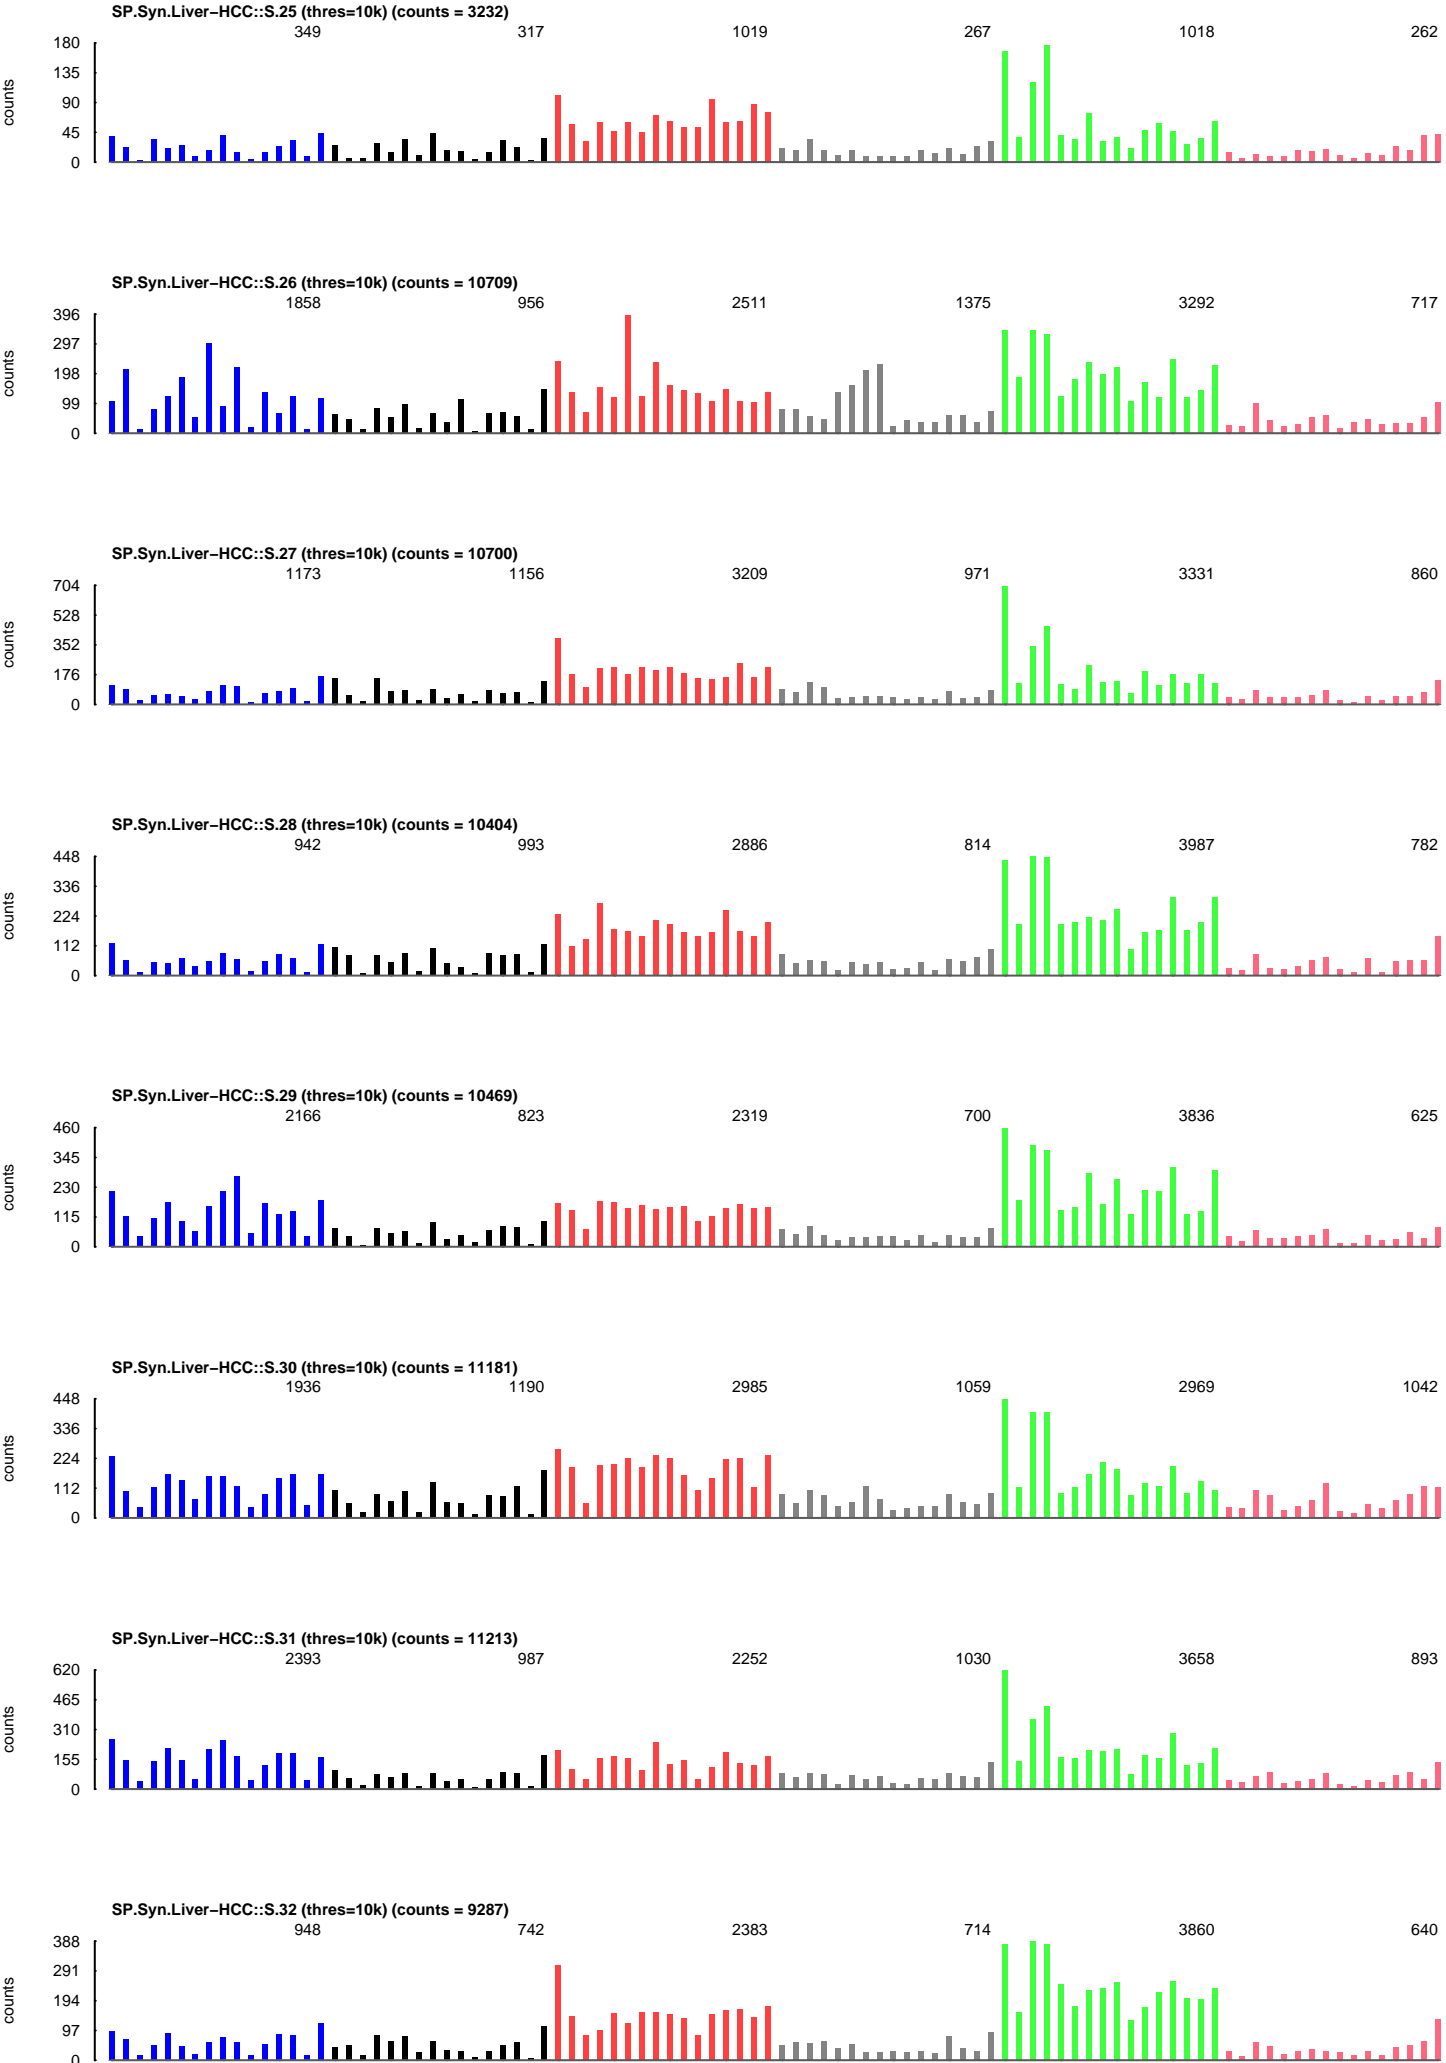 SP.Syn.Liver−HCC::S.25 (thres=10k) (counts = 3232)
349 317 1019 267 1018 262
180
135
90
45
0
counts
SP.Syn.Liver−HCC::S.26 (thres=10k) (counts = 10709)
1858 956 2511 1375 3292 717
396
297
198
99
0
counts
SP.Syn.Liver−HCC::S.27 (thres=10k) (counts = 10700)
1173 1156 3209 971 3331 860
704
528
352
176
0
counts
SP.Syn.Liver−HCC::S.28 (thres=10k) (counts = 10404)
942 993 2886 814 3987 782
448
336
224
112
0
counts
SP.Syn.Liver−HCC::S.29 (thres=10k) (counts = 10469)
2166 823 2319 700 3836 625
460
345
230
115
0
counts
SP.Syn.Liver−HCC::S.30 (thres=10k) (counts = 11181)
1936 1190 2985 1059 2969 1042
448
336
224
112
0
counts
SP.Syn.Liver−HCC::S.31 (thres=10k) (counts = 11213)
2393 987 2252 1030 3658 893
620
465
310
155
0
counts
SP.Syn.Liver−HCC::S.32 (thres=10k) (counts = 9287)
948 742 2383 714 3860 640
388
291
194
97
0
counts